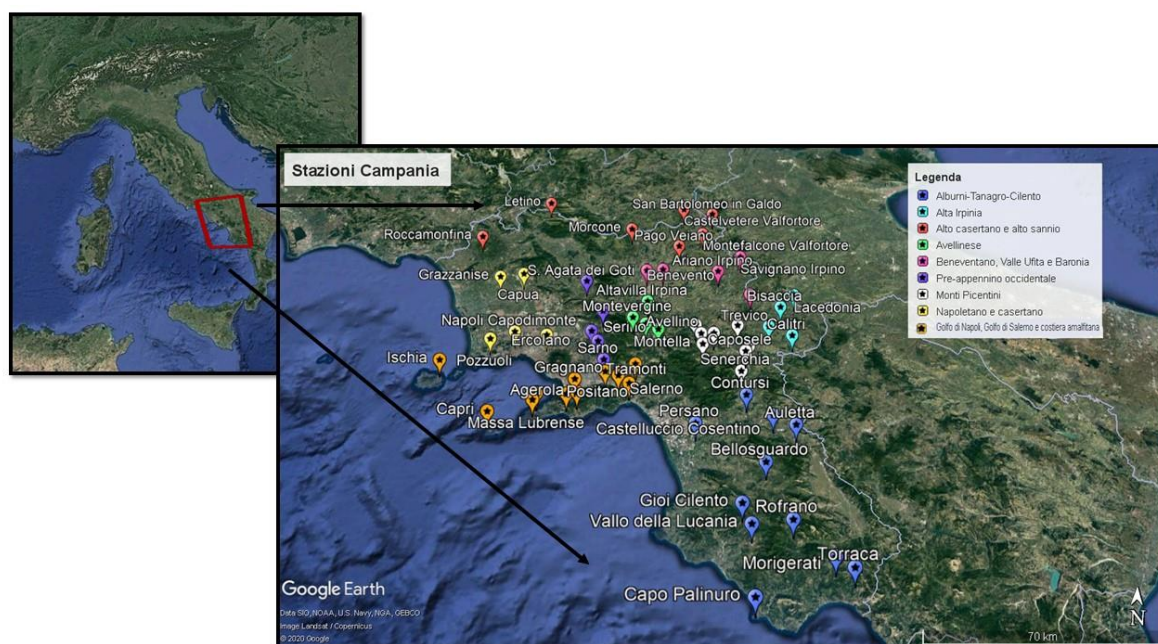 Stazioni Campania
Legenda
Alburni-Tanagro-Cilento
Alta Irpinia
Alto casertano e alto sannio
Avellinese
Beneventano, Valle Ufita e Baronia
Pre-appennino occidentale
Monti Picentini
Napoletano e casertano
Golfo di Napoli, Golfo di Salerno e costiera amalfitana
Letino
San Bartolomeo in Galdo
Castelvetere Valfortore
Roccamonfina
Morcone
Pago Veiano
Montefalcone Valfortore
Ariano Irpino
Grazzanise
S. Agata dei Goti
Benevento
Savignano Irpino
Capua
Altavilla Irpina
Bisaccia
Montevergine
Lacedonia
Trevico
Napoli Capodimonte
Serino
Avellino
Calitri
Ercolano
Caposele
Sarno
Montella
Ischia
Pozzuoli
Senerchia
Gragnano
Tramonti
Contursi
Agerola
Positano
Salerno
Capri
Massa Lubrense
Persano
Auletta
Castelluccio Cosentino
Bellosguardo
Gioi Cilento
Rofrano
Vallo della Lucania
Morigerati
Torraca
Capo Palinuro
Google Earth
Data SIO, NOAA, U.S. Navy, NGA, GEBCO
Image Landsat / Copernicus
© 2020 Google
N
70 km